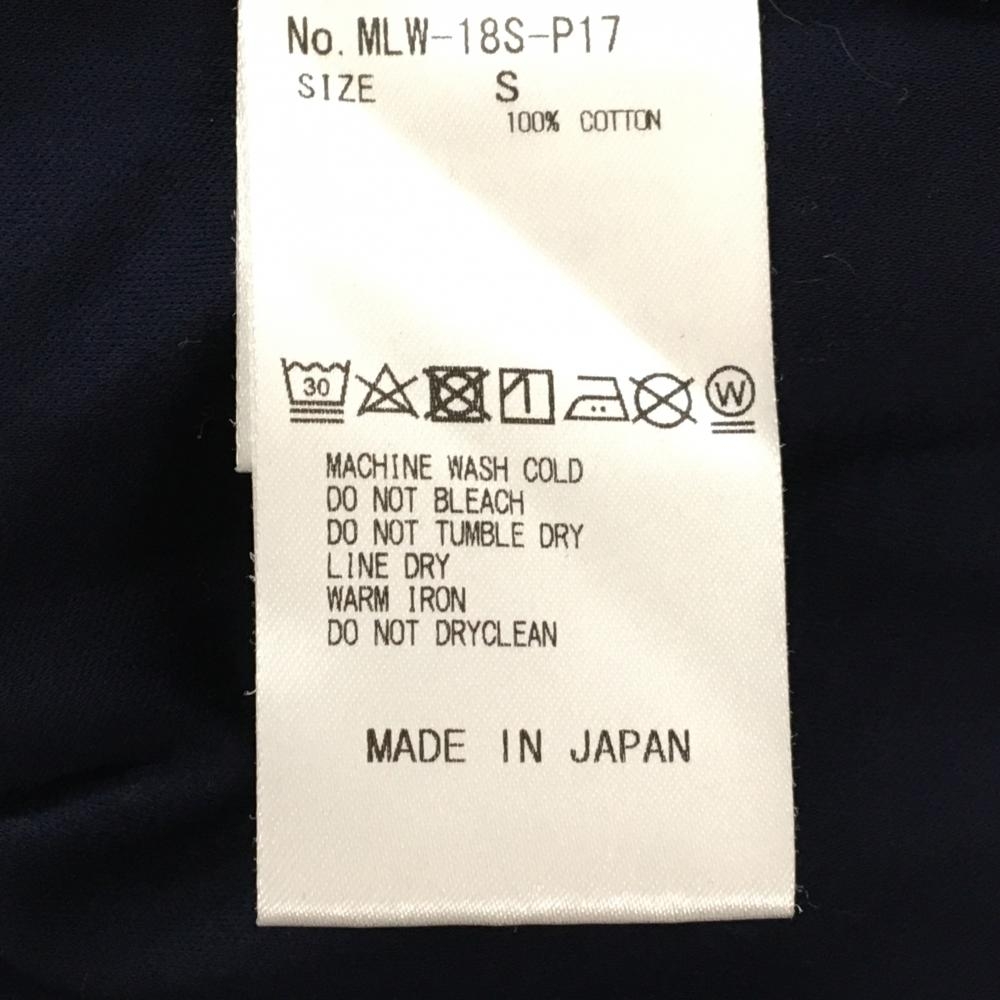 No. MLW-18S-P17
SIZE S
100% COTTON
30 W
MACHINE WASH COLD
DO NOT BLEACH
DO NOT TUMBLE DRY
LINE DRY
WARM IRON
DO NOT DRYCLEAN
MADE IN JAPAN